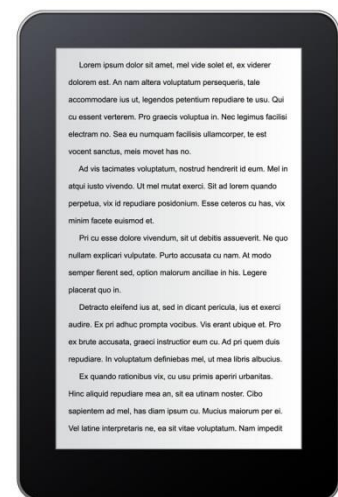 Lorem ipsum dolor sit amet, mel vide solet et, ex viderer
dolorem est. An nam altera voluptatum persequeris, tale
accommodare ius ut, legendos petentium repudiare te usu. Qui
cu essent verterem. Pro graecis voluptua in. Nec legimus facilisi
electram no. Sea eu numquam facilisis ullamcorper, te est
vocent sanctus, meis movet has no.
Ad vis tacimates voluptatum, nostrud hendrerit id eum. Mel in
atqui iusto vivendo. Ut mel mutat exerci. Sit ad lorem quando
perpetua, vix id repudiare posidonium. Esse ceteros cu has, vix
minim facete euismod et.
Pri cu esse dolore vivendum, sit ut debitis assueverit. Ne quo
nullam explicari vulputate. Purto accusata cu nam. At modo
semper fierent sed, option malorum ancillae in his. Legere
placerat quo in.
Detracto eleifend ius at, sed in dicant pericula, ius et exerci
audire. Ex pri adhuc prompta vocibus. Vis erant ubique et. Pro
ex brute accusata, graeci instructior eum cu. Ad pri quem duis
repudiare. In voluptatum definiebas mel, ut mea libris albucius.
Ex quando rationibus vix, cu usu primis aperiri urbanitas.
Hinc aliquid repudiare mea an, sit ea utinam noster. Cibo
sapientem ad mel, has diam ipsum cu. Mucius maiorum per ei.
Vel latine interpretaris ne, ea sit vitae voluptatum. Nam impedit